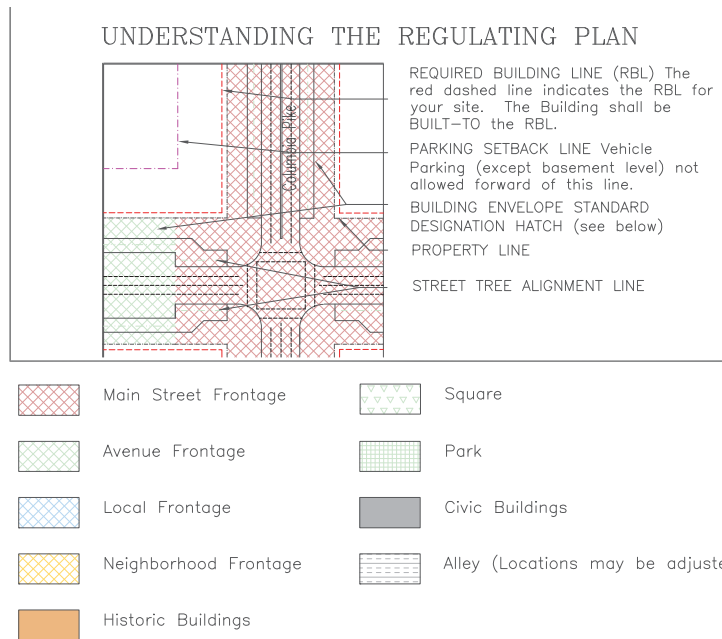 UNDERSTANDING THE REGULATING PLAN
REQUIRED BUILDING LINE (RBL) The
red dashed line indicates the RBL for
your site. The Building shall be
BUILT-TO the RBL.
PARKING SETBACK LINE Vehicle
Parking (except basement level) not
allowed forward of this line.
BUILDING ENVELOPE STANDARD
DESIGNATION HATCH (see below)
PROPERTY LINE
STREET TREE ALIGNMENT LINE
Columbia Pike
Main Street Frontage
Avenue Frontage
Local Frontage
Neighborhood Frontage
Historic Buildings
Square
Park
Civic Buildings
Alley (Locations may be adjuste